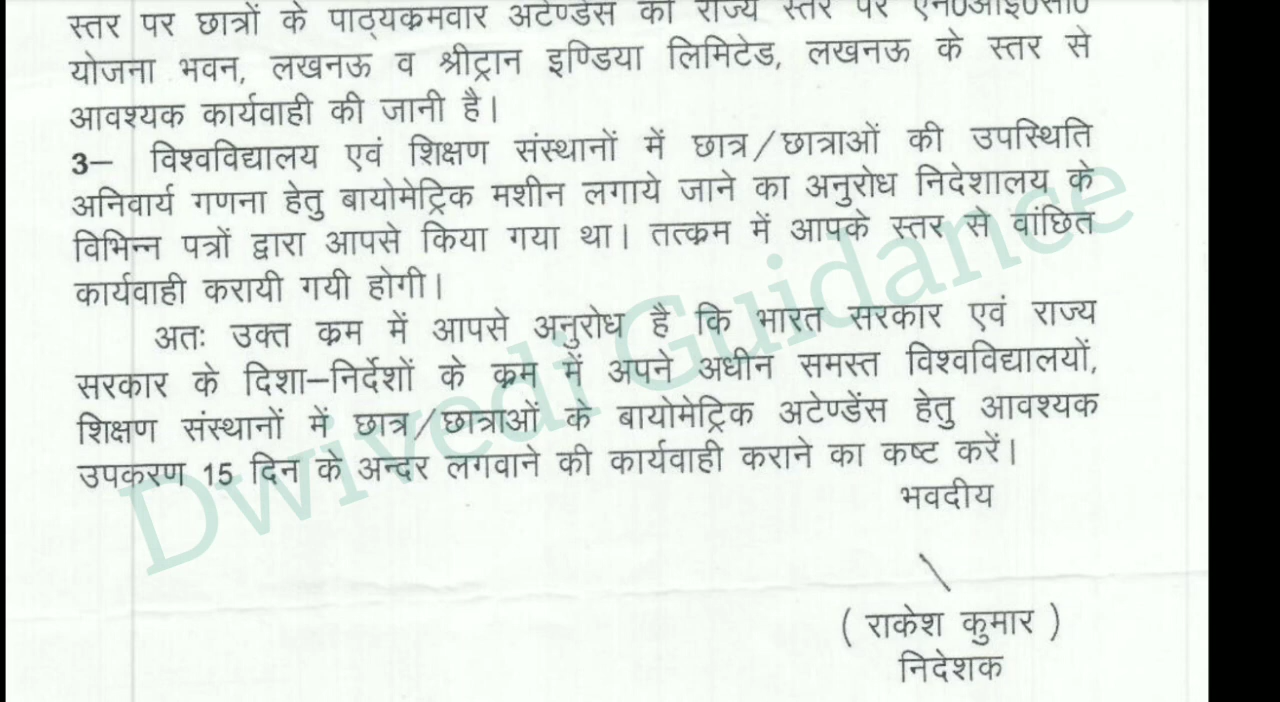 स्तर पर छात्रों के पाठ्यक्रमवार अटेण्डेंस का राज्य स्तर पर एन0आई0सी0
योजना भवन, लखनऊ व श्रीट्रान इण्डिया लिमिटेड, लखनऊ के स्तर से
आवश्यक कार्यवाही की जानी है।
3— विश्वविद्यालय एवं शिक्षण संस्थानों में छात्र/छात्राओं की उपस्थिति
अनिवार्य गणना हेतु बायोमेट्रिक मशीन लगाये जाने का अनुरोध निदेशालय के
विभिन्न पत्रों द्वारा आपसे किया गया था। तत्क्रम में आपके स्तर से वांछित
कार्यवाही करायी गयी होगी।
अतः उक्त क्रम में आपसे अनुरोध है कि भारत सरकार एवं राज्य
सरकार के दिशा—निर्देशों के क्रम में अपने अधीन समस्त विश्वविद्यालयों,
शिक्षण संस्थानों में छात्र/छात्राओं के बायोमेट्रिक अटेण्डेंस हेतु आवश्यक
उपकरण 15 दिन के अन्दर लगवाने की कार्यवाही कराने का कष्ट करें।
भवदीय
( राकेश कुमार )
निदेशक
Dwivedi Guidance